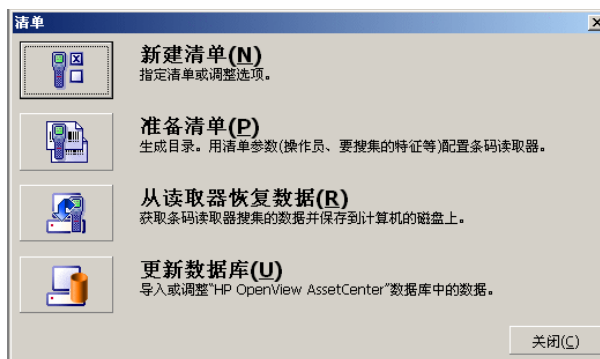 清单
新建清单(N)
指定清单或调整选项。
准备清单(P)
生成目录。用清单参数(操作员、要搜集的特征等)配置条码读取器。
从读取器恢复数据(R)
获取条码读取器搜集的数据并保存到计算机的磁盘上。
更新数据库(U)
导入或调整"HP OpenView AssetCenter"数据库中的数据。
关闭(C)